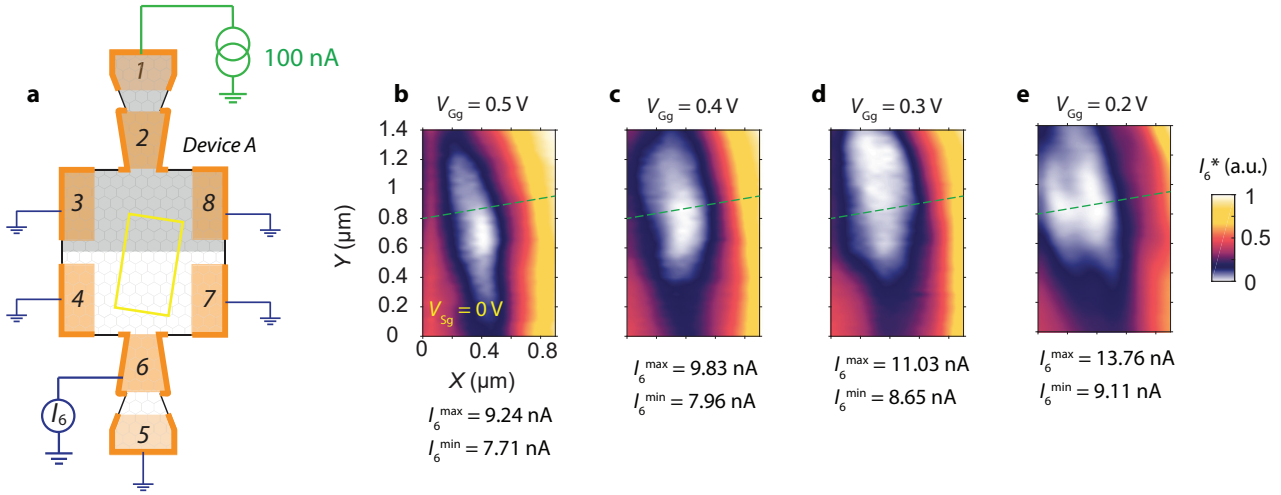 a
1
100 nA
2
Device A
3
8
4
7
6
I6
5
b
VGg = 0.5 V
1.4
1.2
1
0.8
0.6
0.4
0.2
0
Y (μm)
VSg = 0 V
0
0.4
0.8
X (μm)
I6max = 9.24 nA
I6min = 7.71 nA
c
VGg = 0.4 V
I6max = 9.83 nA
I6min = 7.96 nA
d
VGg = 0.3 V
I6max = 11.03 nA
I6min = 8.65 nA
e
VGg = 0.2 V
I6max = 13.76 nA
I6min = 9.11 nA
I6* (a.u.)
1
0.5
0